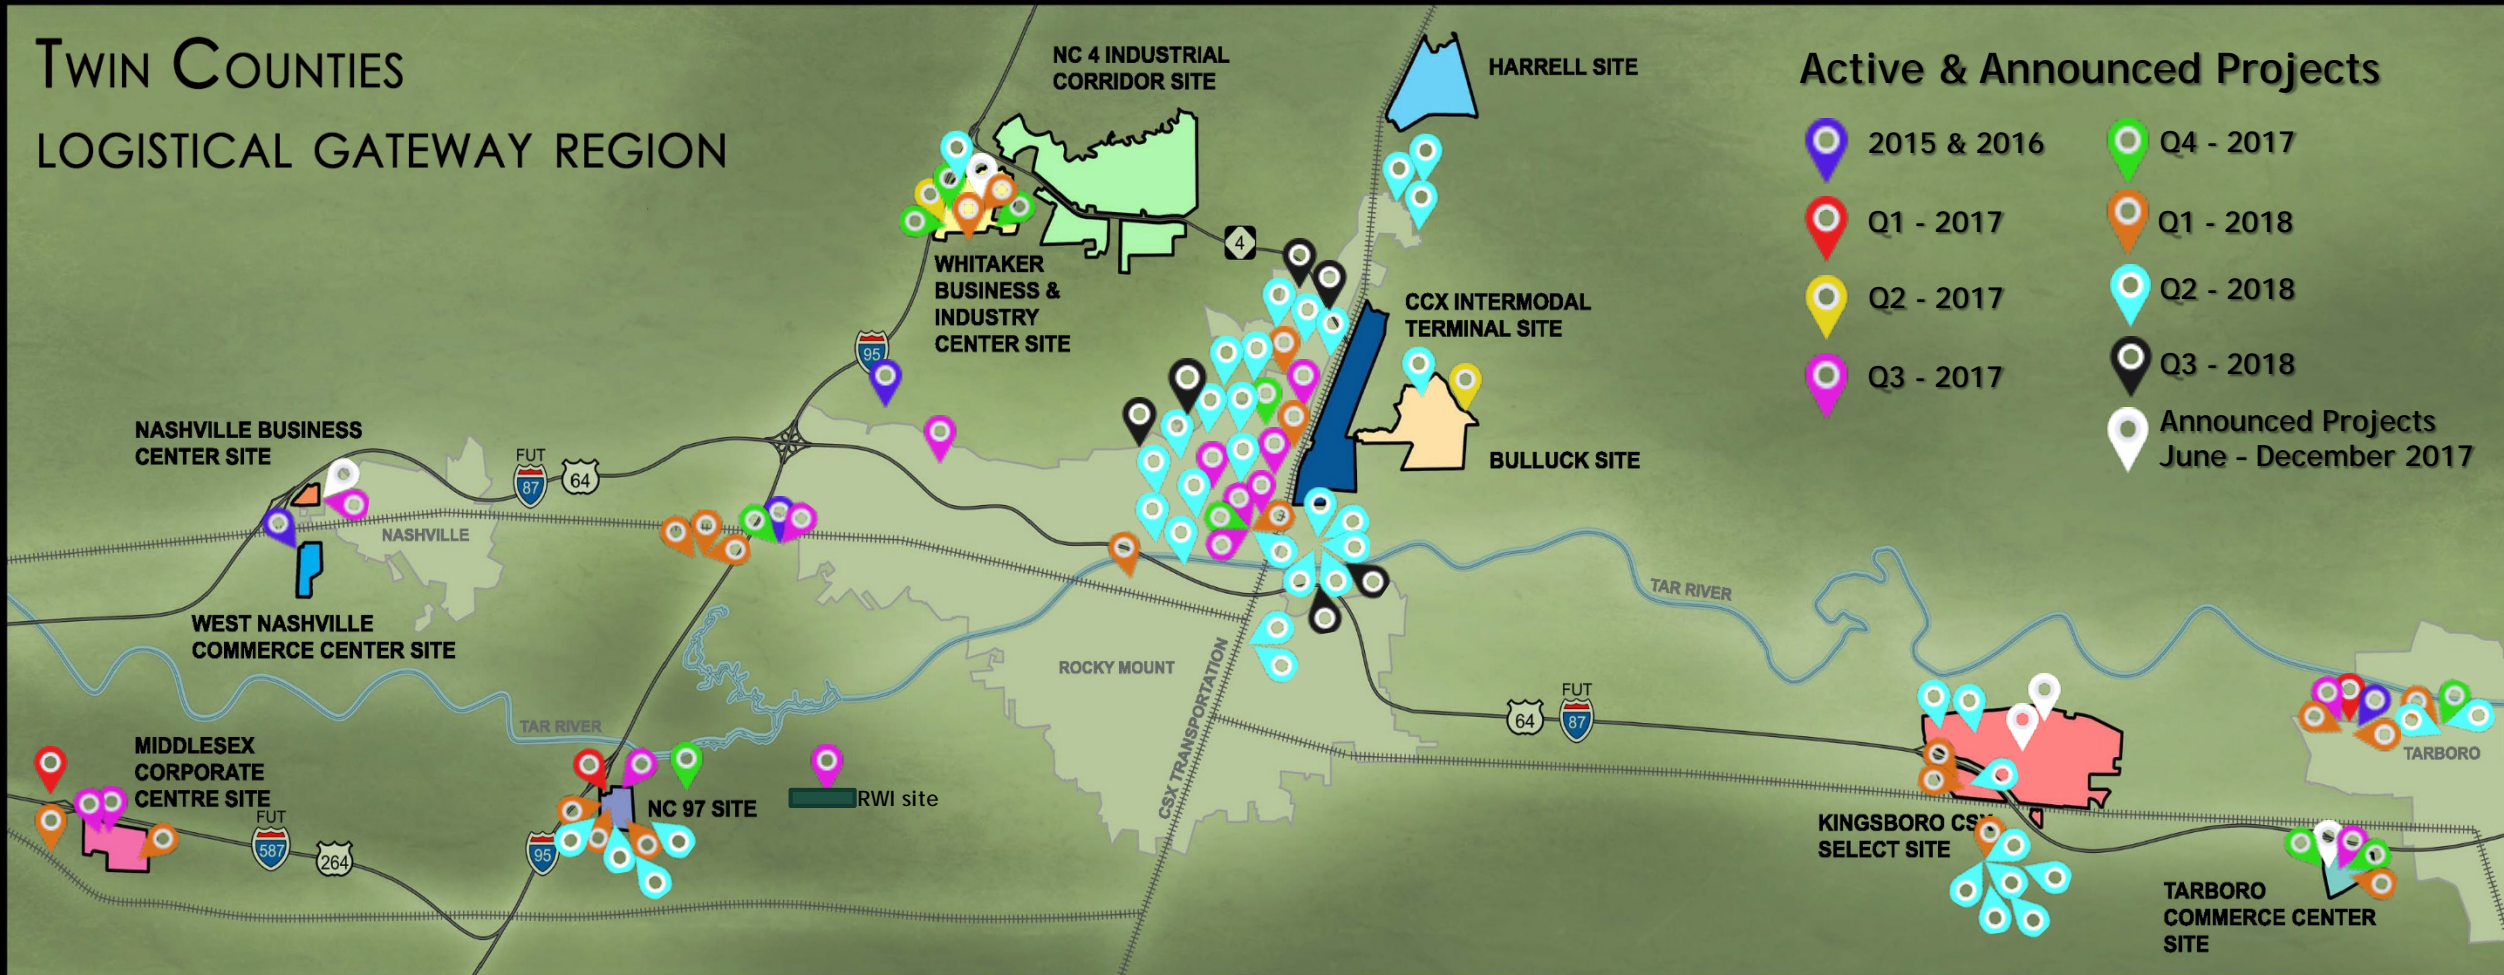 TWIN COUNTIES
LOGISTICAL GATEWAY REGION
NC 4 INDUSTRIAL
CORRIDOR SITE
HARRELL SITE
Active & Announced Projects
2015 & 2016
Q1 - 2017
Q2 - 2017
Q3 - 2017
Q4 - 2017
Q1 - 2018
Q2 - 2018
Q3 - 2018
Announced Projects
June - December 2017
4
WHITAKER
BUSINESS &
INDUSTRY
CENTER SITE
CCX INTERMODAL
TERMINAL SITE
95
BULLUCK SITE
NASHVILLE BUSINESS
CENTER SITE
FUT
87
64
NASHVILLE
WEST NASHVILLE
COMMERCE CENTER SITE
TAR RIVER
ROCKY MOUNT
CSX TRANSPORTATION
TAR RIVER
64
FUT
87
TARBORO
MIDDLESEX
CORPORATE
CENTRE SITE
FUT
587
264
95
NC 97 SITE
RWI site
KINGSBORO CSX
SELECT SITE
TARBORO
COMMERCE CENTER
SITE